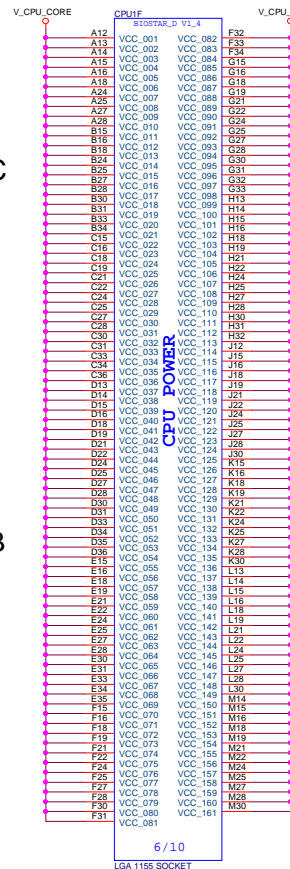 V_CPU_CORE CPU1F V_CPU_
BIOSTAR_D V1_4
A12 VCC_001 VCC_082 F32
A13 VCC_002 VCC_083 F33
A14 VCC_003 VCC_084 F34
A15 VCC_004 VCC_085 G15
A16 VCC_005 VCC_086 G16
A18 VCC_006 VCC_087 G18
A24 VCC_007 VCC_088 G19
A25 VCC_008 VCC_089 G21
A27 VCC_009 VCC_090 G22
A28 VCC_010 VCC_091 G24
B15 VCC_011 VCC_092 G25
B16 VCC_012 VCC_093 G27
B18 VCC_013 VCC_094 G28
B24 VCC_014 VCC_095 G30
B25 VCC_015 VCC_096 G31
B27 VCC_016 VCC_097 G32
B28 VCC_017 VCC_098 G33
B30 VCC_018 VCC_099 H13
B31 VCC_019 VCC_100 H14
B33 VCC_020 VCC_101 H15
B34 VCC_021 VCC_102 H16
C15 VCC_022 VCC_103 H18
C16 VCC_023 VCC_104 H19
C18 VCC_024 VCC_105 H21
C19 VCC_025 VCC_106 H22
C21 VCC_026 VCC_107 H24
C22 VCC_027 VCC_108 H25
C24 VCC_028 VCC_109 H27
C25 VCC_029 VCC_110 H28
C27 VCC_030 VCC_111 H30
C28 VCC_031 VCC_112 H31
C30 VCC_032 VCC_113 H32
C31 VCC_033 VCC_114 J12
C33 VCC_034 VCC_115 J15
C34 VCC_035 VCC_116 J16
C36 VCC_036 VCC_117 J18
D13 VCC_037 VCC_118 J19
D14 VCC_038 VCC_119 J21
D15 VCC_039 VCC_120 J22
D16 VCC_040 VCC_121 J24
D18 VCC_041 VCC_122 J25
D19 VCC_042 VCC_123 J27
D21 VCC_043 VCC_124 J28
D22 VCC_044 VCC_125 J30
D24 VCC_045 VCC_126 K15
D25 VCC_046 VCC_127 K16
D27 VCC_047 VCC_128 K18
D28 VCC_048 VCC_129 K19
D30 VCC_049 VCC_130 K21
D31 VCC_050 VCC_131 K22
D33 VCC_051 VCC_132 K24
D34 VCC_052 VCC_133 K25
D35 VCC_053 VCC_134 K27
D36 VCC_054 VCC_135 K28
E15 VCC_055 VCC_136 K30
E16 VCC_056 VCC_137 L13
E18 VCC_057 VCC_138 L14
E19 VCC_058 VCC_139 L15
E21 VCC_059 VCC_140 L16
E22 VCC_060 VCC_141 L18
E24 VCC_061 VCC_142 L19
E25 VCC_062 VCC_143 L21
E27 VCC_063 VCC_144 L22
E28 VCC_064 VCC_145 L24
E30 VCC_065 VCC_146 L25
E31 VCC_066 VCC_147 L27
E33 VCC_067 VCC_148 L28
E34 VCC_068 VCC_149 L30
E35 VCC_069 VCC_150 M14
F15 VCC_070 VCC_151 M15
F16 VCC_071 VCC_152 M16
F18 VCC_072 VCC_153 M18
F19 VCC_073 VCC_154 M19
F21 VCC_074 VCC_155 M21
F22 VCC_075 VCC_156 M22
F24 VCC_076 VCC_157 M24
F25 VCC_077 VCC_158 M25
F27 VCC_078 VCC_159 M27
F28 VCC_079 VCC_160 M28
F30 VCC_080 VCC_161 M30
F31 VCC_081
CPU POWER
6/10
LGA 1155 SOCKET
C
B